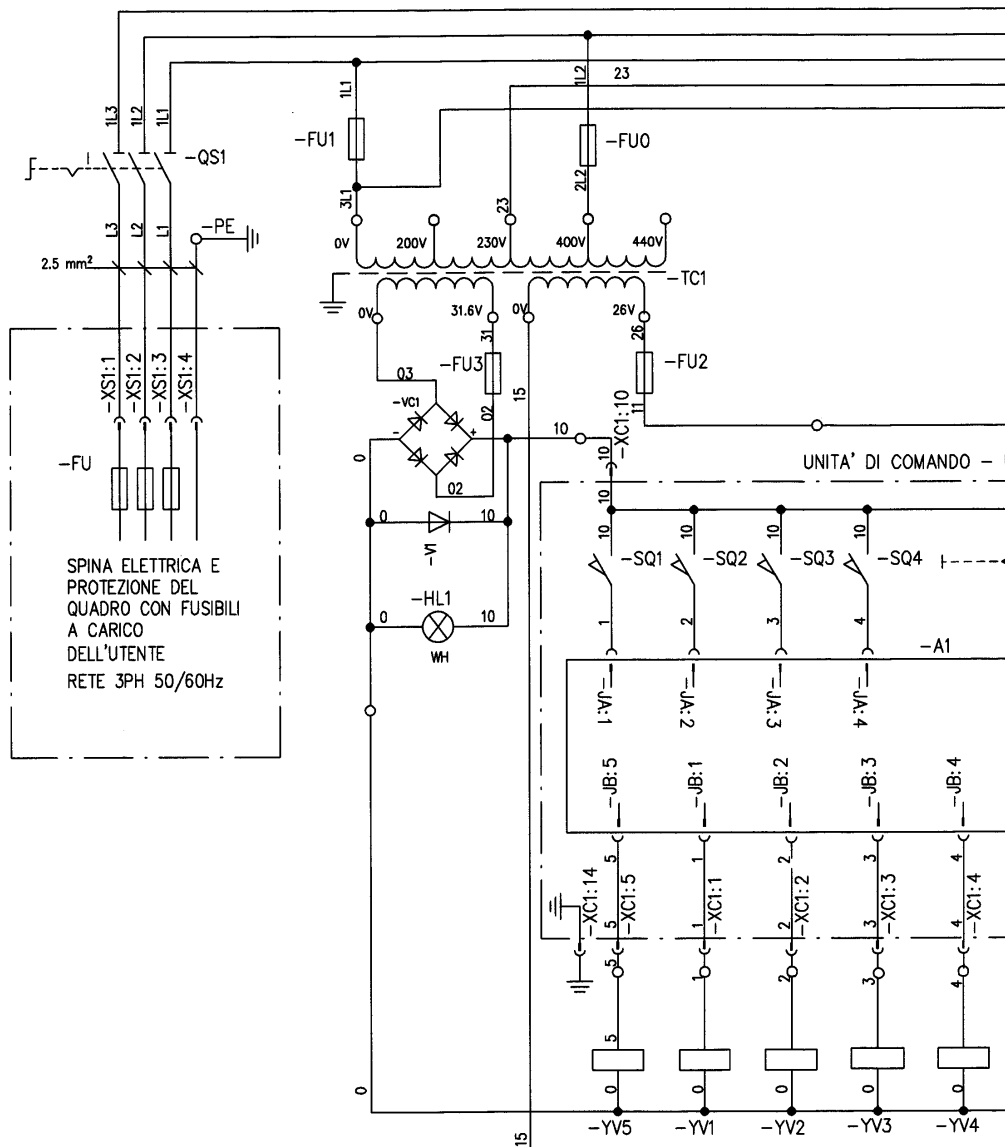 1L3
1L2
1L1
-QS1
L3
L2
L1
-PE
2.5 mm²
-XS1:1
-XS1:2
-XS1:3
-XS1:4
-FU
SPINA ELETTRICA E
PROTEZIONE DEL
QUADRO CON FUSIBILI
A CARICO
DELL'UTENTE
RETE 3PH 50/60Hz
1L1
-FU1
3L1
1L2
23
-FU0
2L2
23
0V
200V
230V
400V
440V
-TC1
0V
31.6V
0V
26V
31
26
-FU3
-FU2
03
02
15
11
-VC1
-
+
02
0
10
-XC1:10
10
10
0
10
-V1
-HL1
0
10
WH
UNITA' DI COMANDO -
10
10
10
10
-SQ1
-SQ2
-SQ3
-SQ4
1
2
3
4
-A1
-JA:1
-JA:2
-JA:3
-JA:4
-JB:5
-JB:1
-JB:2
-JB:3
-JB:4
5
1
2
3
4
-XC1:14
-XC1:5
-XC1:1
-XC1:2
-XC1:3
-XC1:4
5
1
2
3
4
5
1
2
3
4
5
0
0
0
0
0
0
15
-YV5
-YV1
-YV2
-YV3
-YV4